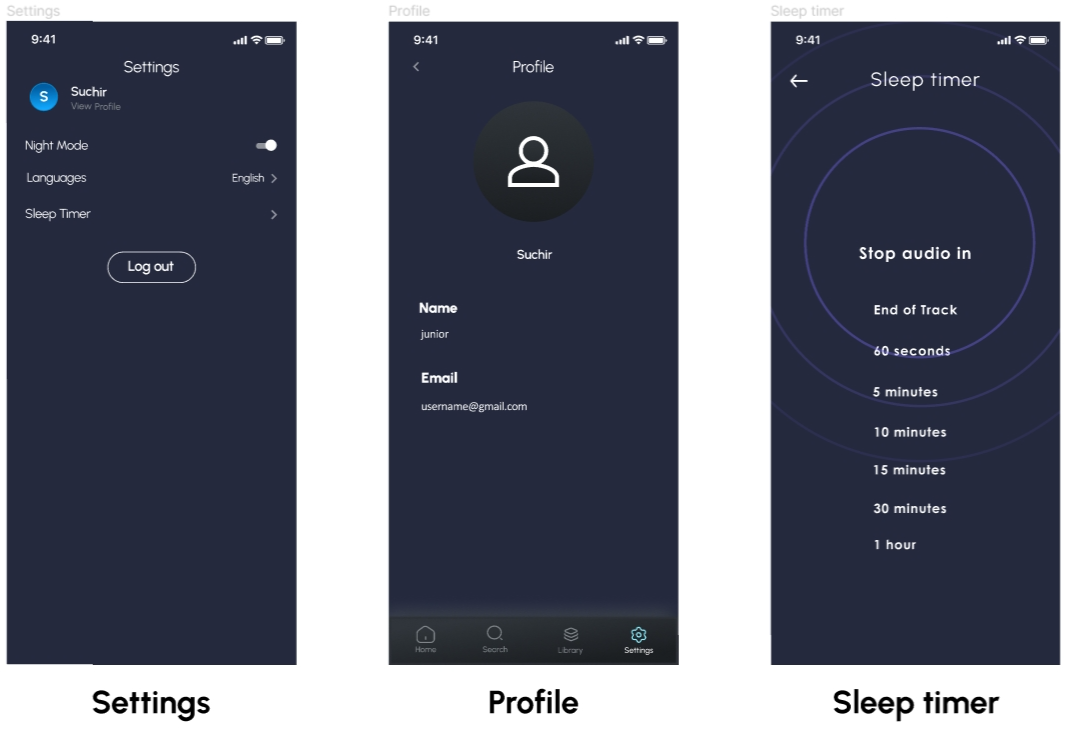 Settings
9:41
Settings
S
Suchir
View Profile
Night Mode
Languages
English
Sleep Timer
Log out
Settings
Profile
9:41
Profile
Suchir
Name
junior
Email
username@gmail.com
Home
Search
Library
Settings
Profile
Sleep timer
9:41
Sleep timer
Stop audio in
End of Track
60 seconds
5 minutes
10 minutes
15 minutes
30 minutes
1 hour
Sleep timer